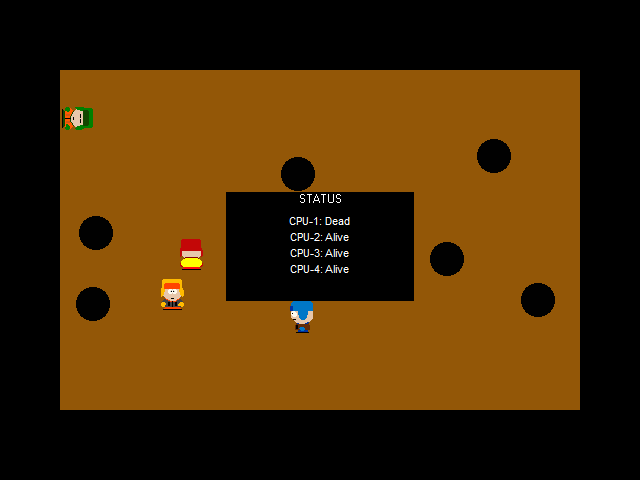 STATUS
CPU-1: Dead
CPU-2: Alive
CPU-3: Alive
CPU-4: Alive